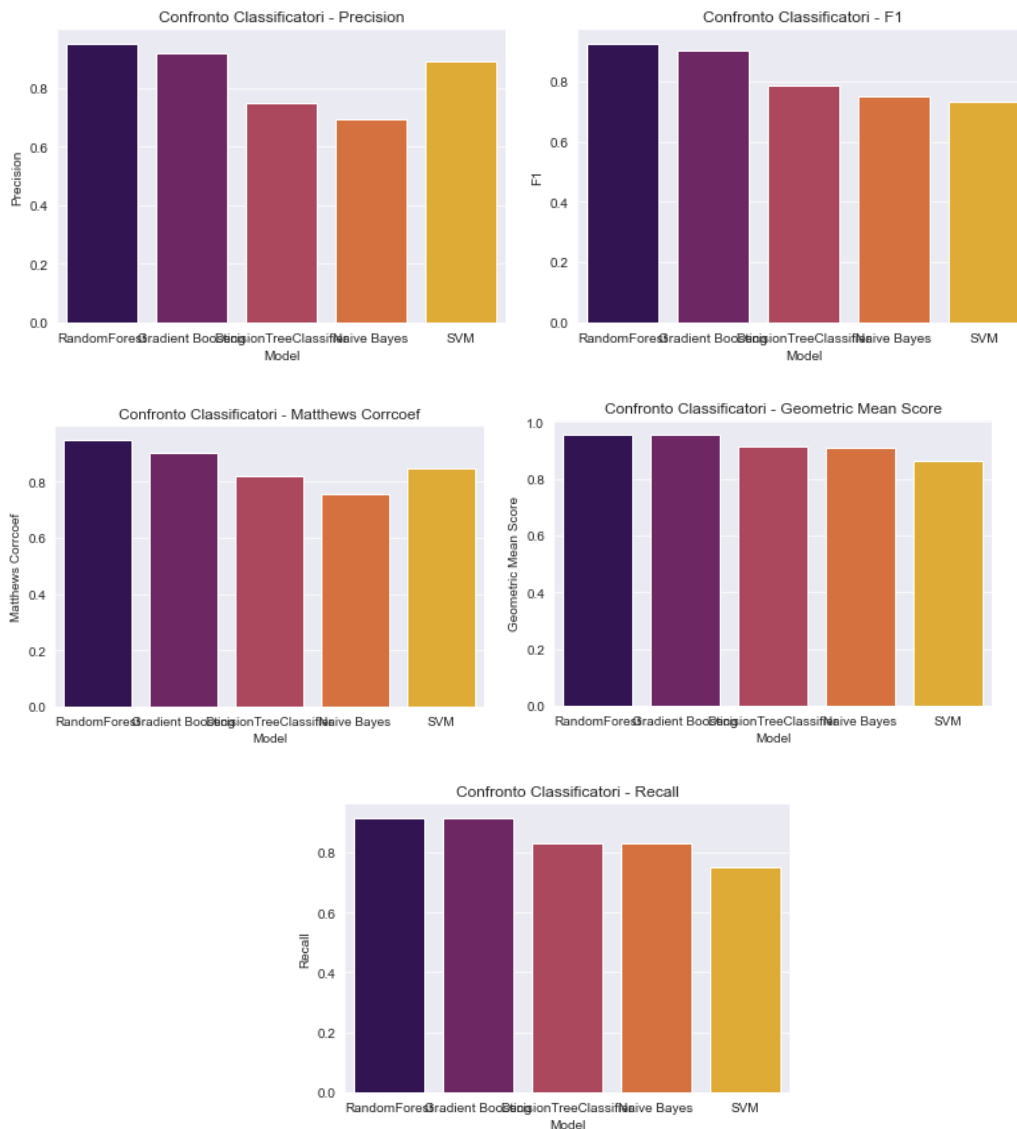 Confronto Classificatori - Precision
0.8
0.6
0.4
0.2
0.0
Precision
RandomForest Gradient Boosting DecisionTreeClassifier Naive Bayes SVM
Model
Confronto Classificatori - F1
0.8
0.6
0.4
0.2
0.0
F1
RandomForest Gradient Boosting DecisionTreeClassifier Naive Bayes SVM
Model
Confronto Classificatori - Matthews Corrcoef
0.8
0.6
0.4
0.2
0.0
Matthews Corrcoef
RandomForest Gradient Boosting DecisionTreeClassifier Naive Bayes SVM
Model
Confronto Classificatori - Geometric Mean Score
1.0
0.8
0.6
0.4
0.2
0.0
Geometric Mean Score
RandomForest Gradient Boosting DecisionTreeClassifier Naive Bayes SVM
Model
Confronto Classificatori - Recall
0.8
0.6
0.4
0.2
0.0
Recall
RandomForest Gradient Boosting DecisionTreeClassifier Naive Bayes SVM
Model